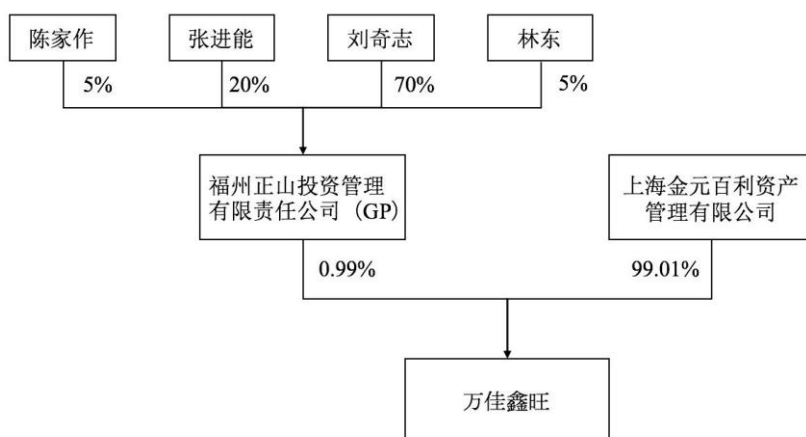 陈家作
张进能
刘奇志
林东
5%
20%
70%
5%
福州正山投资管理
有限责任公司（GP）
上海金元百利资产
管理有限公司
0.99%
99.01%
万佳鑫旺